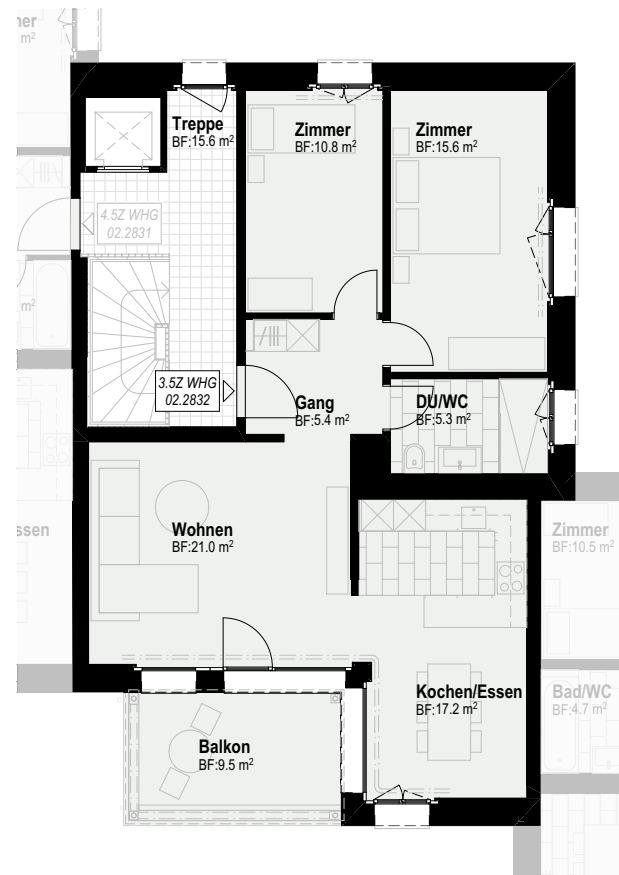 m²
Treppe
BF:15.6 m²
Zimmer
BF:10.8 m²
Zimmer
BF:15.6 m²
4.5Z WHG
02.2831
m²
3.5Z WHG
02.2832
Gang
BF:5.4 m²
DU/WC
BF:5.3 m²
Wohnen
BF:21.0 m²
Zimmer
BF:10.5 m²
Kochen/Essen
BF:17.2 m²
Bad/WC
BF:4.7 m²
Balkon
BF:9.5 m²